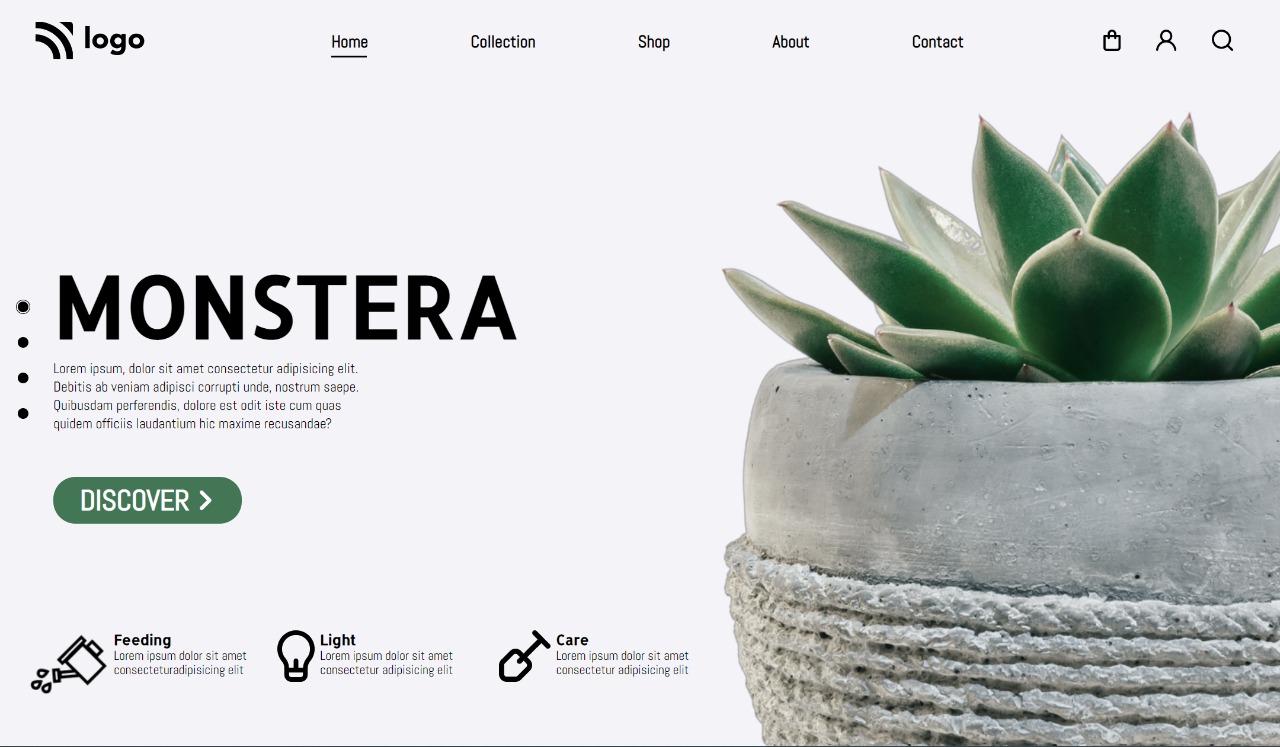 logo
Home Collection Shop About Contact
MONSTERA
Lorem ipsum, dolor sit amet consectetur adipisicing elit.
Debitis ab veniam adipisci corrupti unde, nostrum saepe.
Quibusdam perferendis, dolore est odit iste cum quas
quidem officiis laudantium hic maxime recusandae?
DISCOVER
Feeding
Lorem ipsum dolor sit amet
consecteturadipisicing elit
Light
Lorem ipsum dolor sit amet
consectetur adipisicing elit
Care
Lorem ipsum dolor sit amet
consectetur adipisicing elit